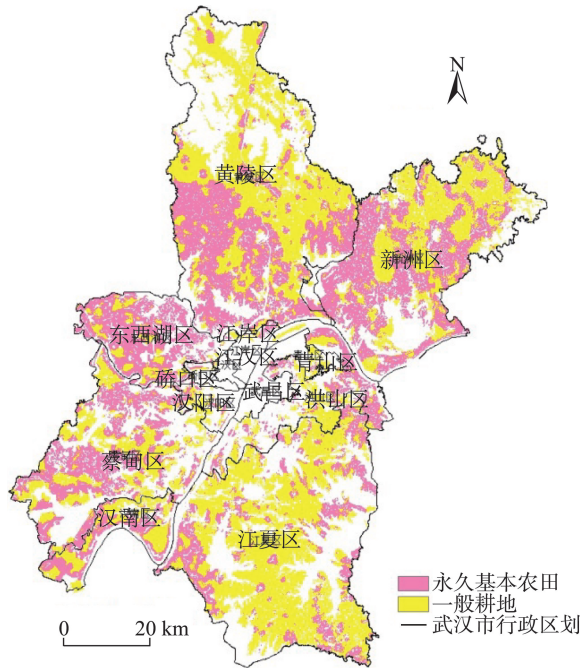 N
黄陵区
新洲区
东西湖区
江岸区
江汉区
青山区
硚口区
武昌区
汉阳区
洪山区
蔡甸区
汉南区
江夏区
永久基本农田
一般耕地
武汉市行政区划
0 20 km